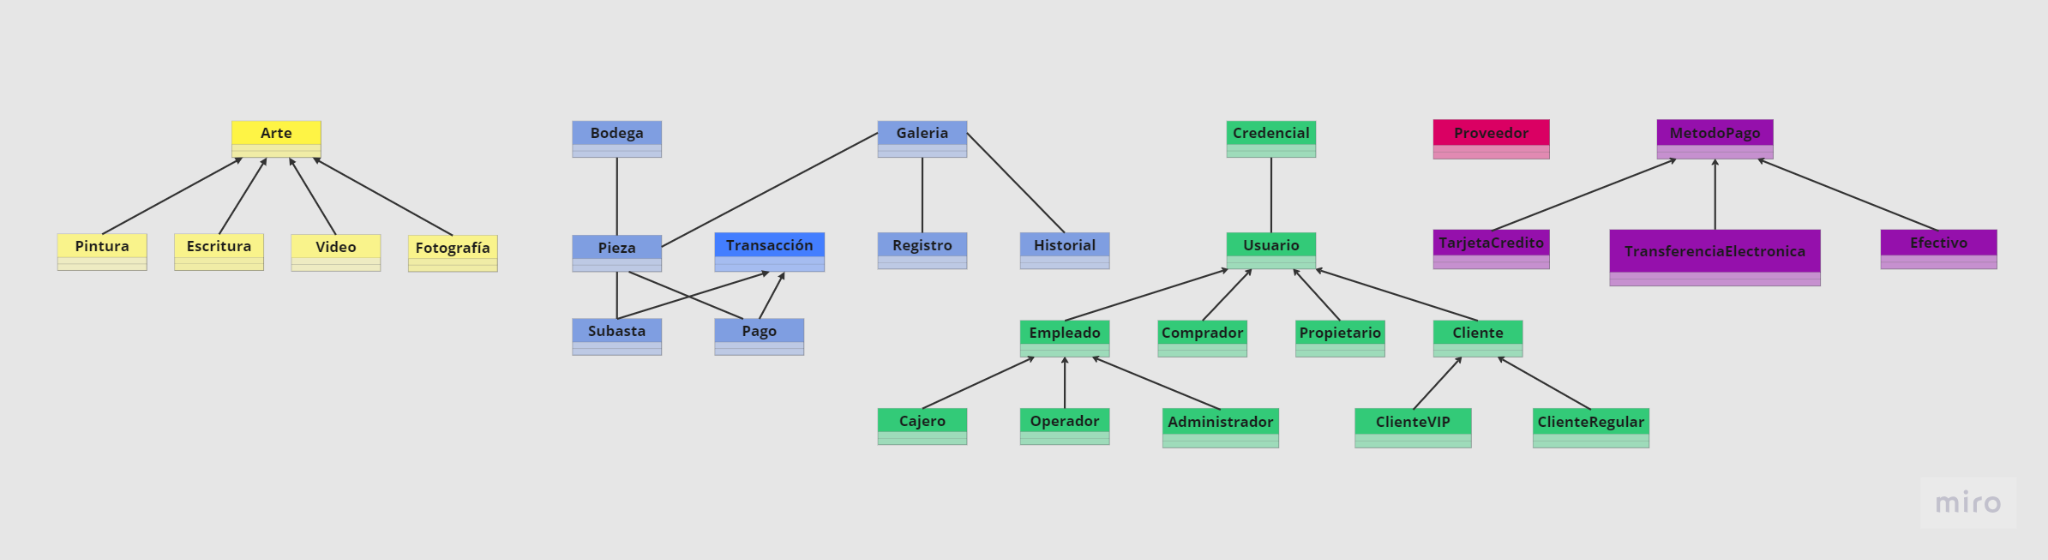 Arte
Bodega
Galeria
Credencial
Proveedor
MetodoPago
Pintura
Escritura
Video
Fotografía
Pieza
Transacción
Registro
Historial
Usuario
TarjetaCredito
TransferenciaElectronica
Efectivo
Subasta
Pago
Empleado
Comprador
Propietario
Cliente
Cajero
Operador
Administrador
ClienteVIP
ClienteRegular
miro